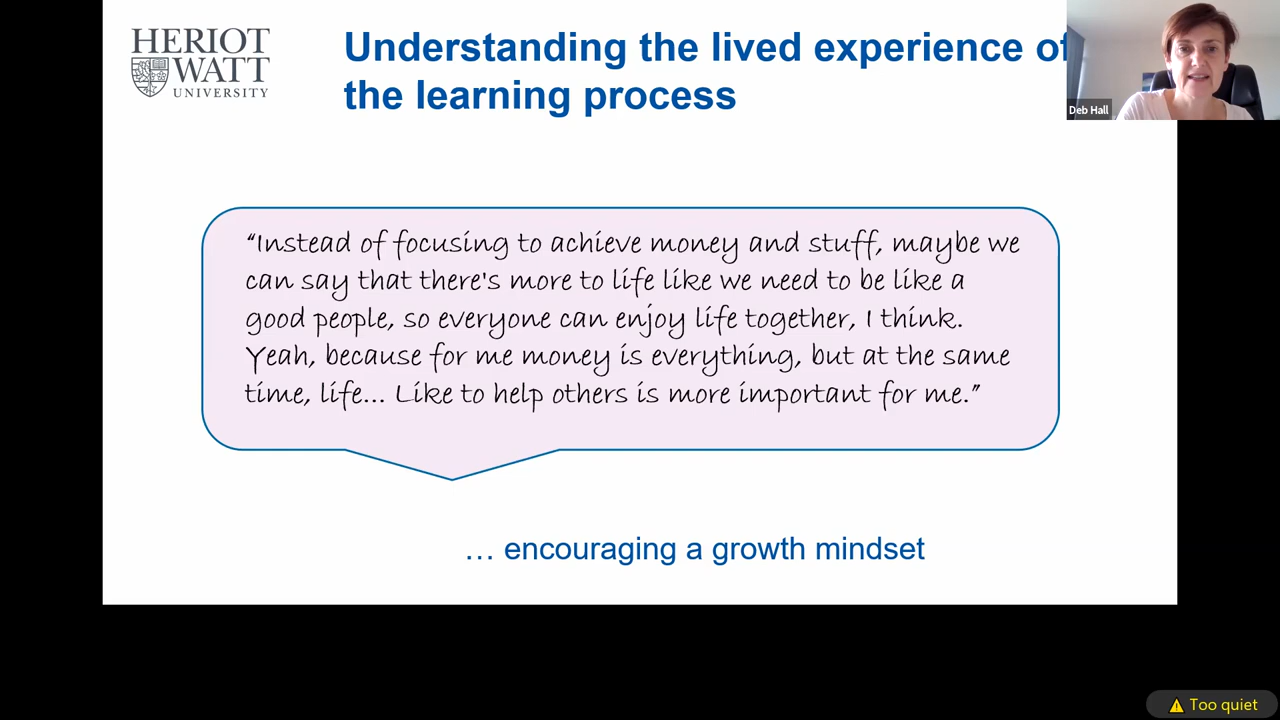 HERIOT
WATT
UNIVERSITY
Understanding the lived experience of
the learning process
Deb Hall
“Instead of focusing to achieve money and stuff, maybe we
can say that there's more to life like we need to be like a
good people, so everyone can enjoy life together, I think.
Yeah, because for me money is everything, but at the same
time, life... Like to help others is more important for me.”
... encouraging a growth mindset
Too quiet